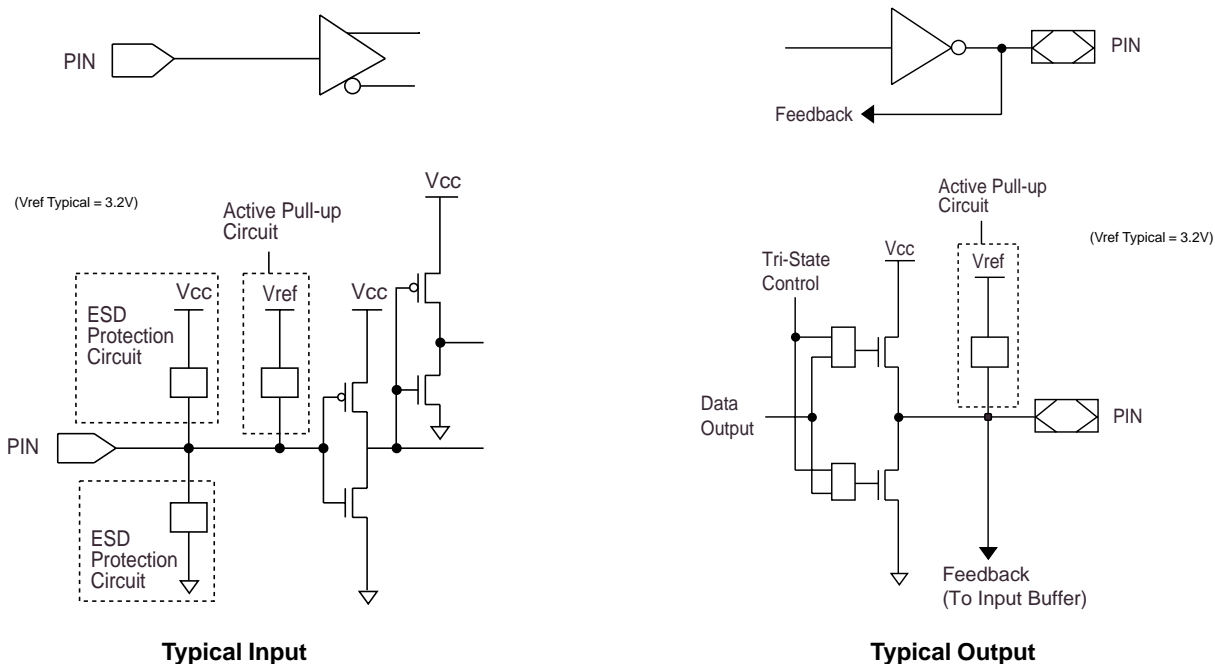 PIN
PIN
Feedback
(Vref Typical = 3.2V)
Active Pull-up
Circuit
Vcc
ESD
Protection
Circuit
Vcc
Vref
Vcc
PIN
ESD
Protection
Circuit
Typical Input
Active Pull-up
Circuit
(Vref Typical = 3.2V)
Tri-State
Control
Vcc
Vref
Data
Output
PIN
Feedback
(To Input Buffer)
Typical Output